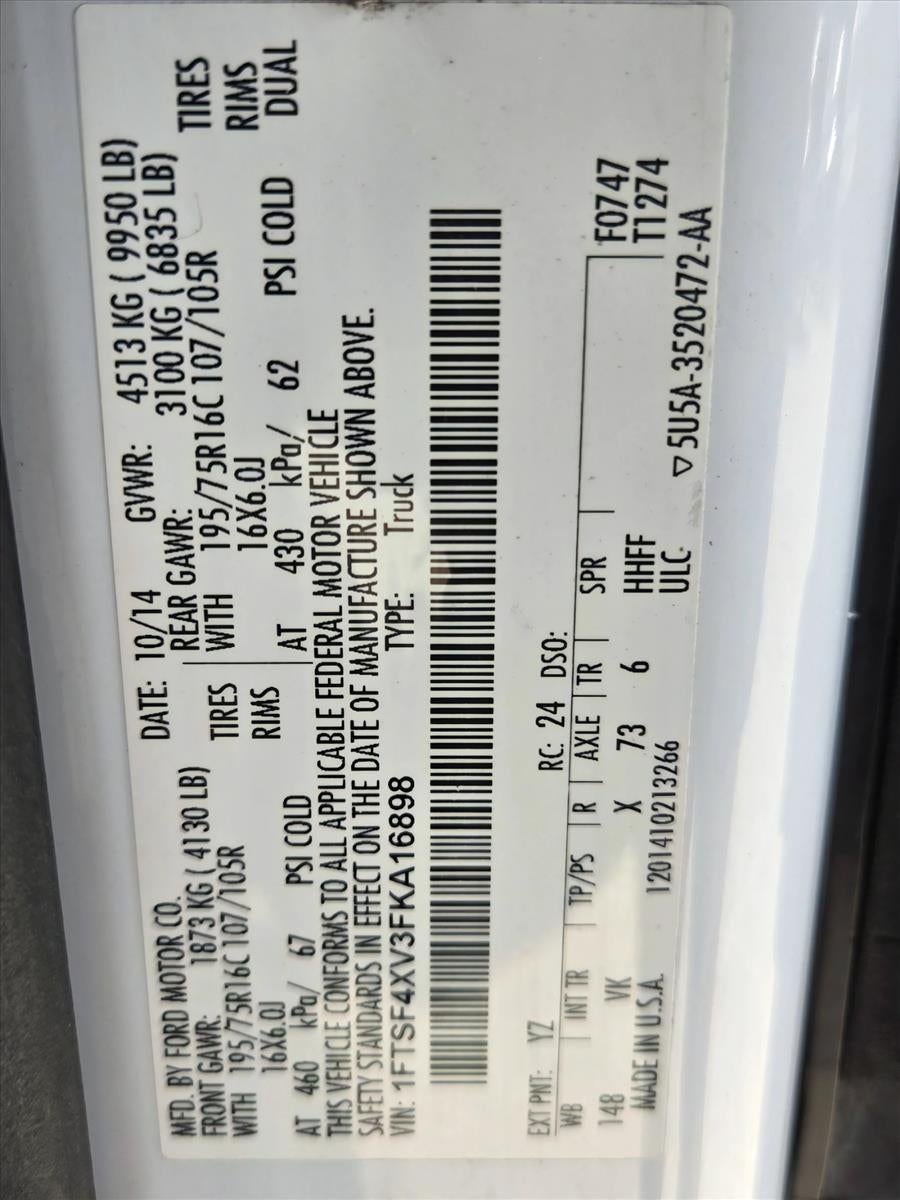 MFD. BY FORD MOTOR CO.
DATE: 10/14 GVWR: 4513 KG ( 9950 LB)
FRONT GAWR: 1873 KG ( 4130 LB) REAR GAWR: 3100 KG ( 6835 LB)
WITH 195/75R16C 107/105R TIRES WITH 195/75R16C 107/105R TIRES
16X6.0J RIMS 16X6.0J RIMS
AT 460 kPa/ 67 PSI COLD AT 430 kPa/ 62 PSI COLD DUAL
THIS VEHICLE CONFORMS TO ALL APPLICABLE FEDERAL MOTOR VEHICLE
SAFETY STANDARDS IN EFFECT ON THE DATE OF MANUFACTURE SHOWN ABOVE.
VIN: 1FTSF4XV3FKA16898 TYPE: Truck
EXT PNT: YZ RC: 24 DSO:
WB INT TR TP/PS R AXLE TR SPR F0747
148 VK X 73 6 HHFF T1274
MADE IN U.S.A. 1201410213266 ULC ▽5U5A-3520472-AA